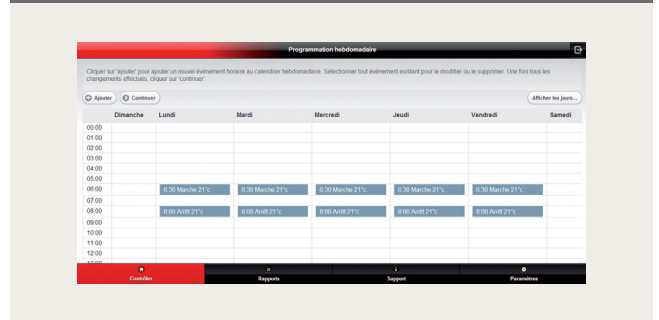 Programmation hebdomadaire
Cliquer sur 'ajouter' pour ajouter un nouvel événement horaire au calendrier hebdomadaire. Sélectionner tout événement existant pour le modifier ou le supprimer. Une fois tous les
changements effectués, cliquer sur 'continuer'.
Ajouter Continuer Afficher les jours...
Dimanche Lundi Mardi Mercredi Jeudi Vendredi Samedi
00:00
01:00
02:00
03:00
04:00
05:00
06:00 6:30 Marche 21°c 6:30 Marche 21°c 6:30 Marche 21°c 6:30 Marche 21°c 6:30 Marche 21°c
07:00
08:00 8:00 Arrêt 21°c 8:00 Arrêt 21°c 8:00 Arrêt 21°c 8:00 Arrêt 21°c 8:00 Arrêt 21°c
09:00
10:00
11:00
12:00
13:00
Contrôler Rapports Support Paramètres